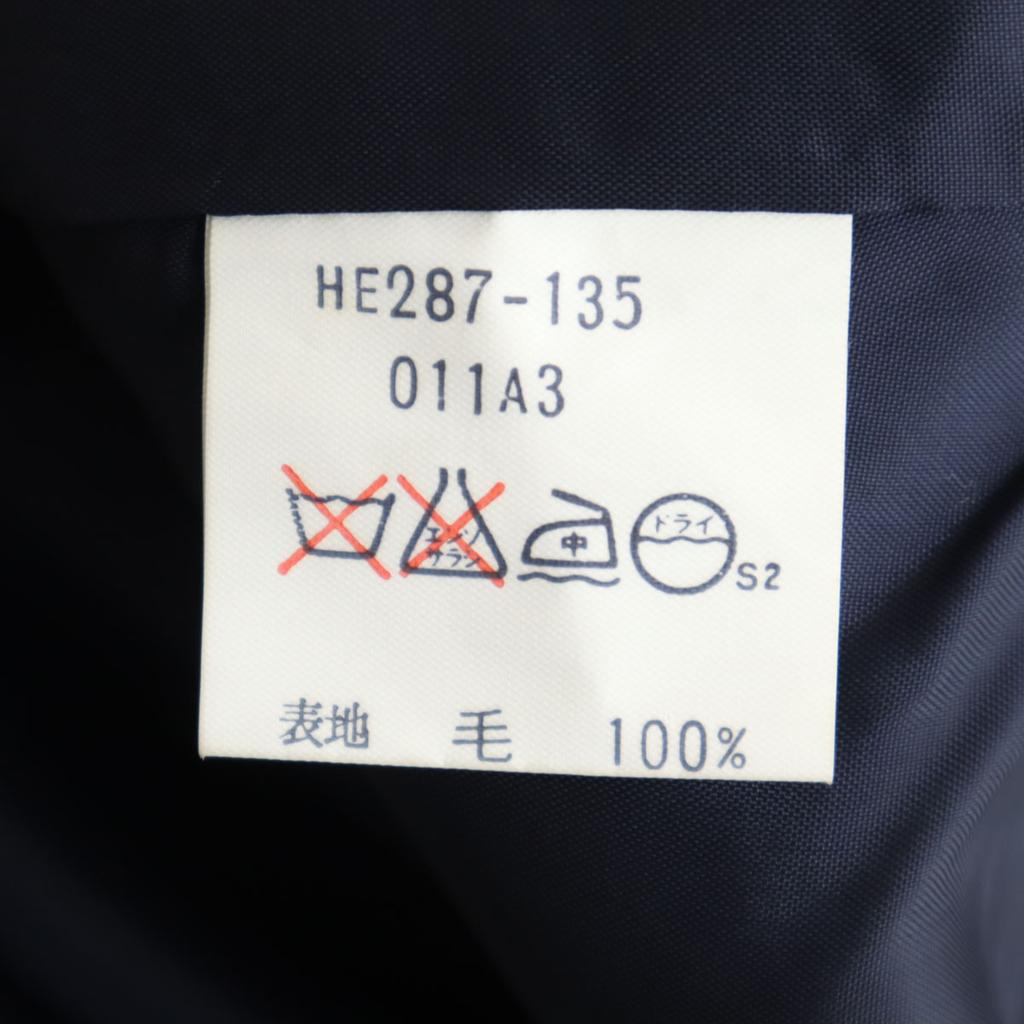 HE287-135
011A3
エンソ サラシ 中 ドライ S2
表地 毛 100%